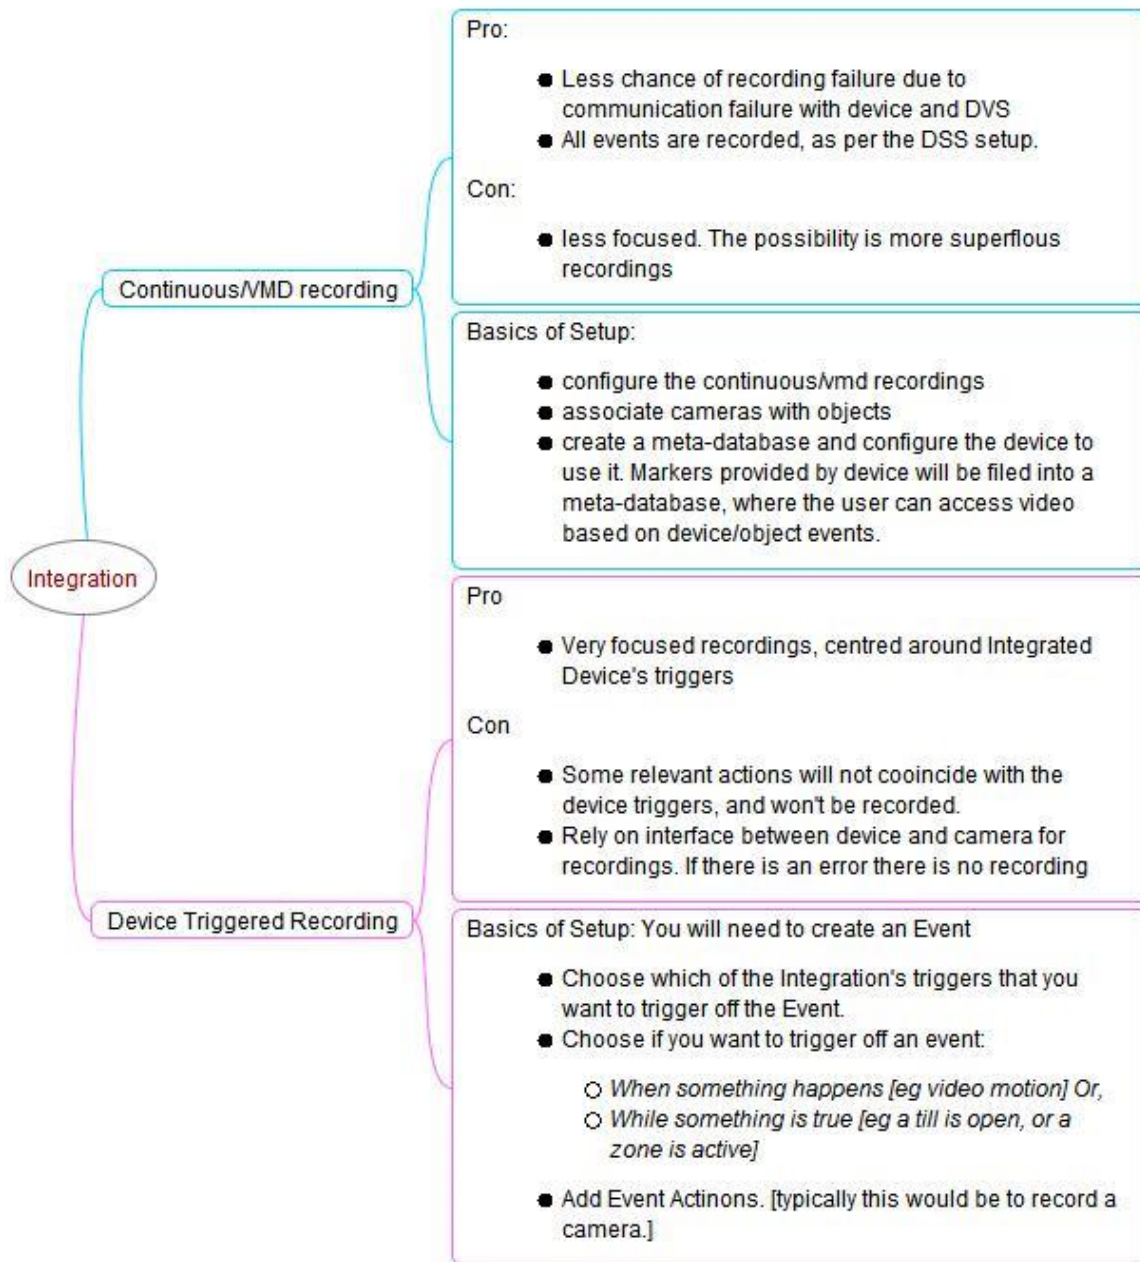 Integration
Continuous/VMD recording
Pro:
● Less chance of recording failure due to
communication failure with device and DVS
● All events are recorded, as per the DSS setup.
Con:
● less focused. The possibility is more superflous
recordings
Basics of Setup:
● configure the continuous/vmd recordings
● associate cameras with objects
● create a meta-database and configure the device to
use it. Markers provided by device will be filed into a
meta-database, where the user can access video
based on device/object events.
Device Triggered Recording
Pro
● Very focused recordings, centred around Integrated
Device's triggers
Con
● Some relevant actions will not cooincide with the
device triggers, and won't be recorded.
● Rely on interface between device and camera for
recordings. If there is an error there is no recording
Basics of Setup: You will need to create an Event
● Choose which of the Integration's triggers that you
want to trigger off the Event.
● Choose if you want to trigger off an event:
○ When something happens [eg video motion] Or,
○ While something is true [eg a till is open, or a
zone is active]
● Add Event Actinons. [typically this would be to record a
camera.]